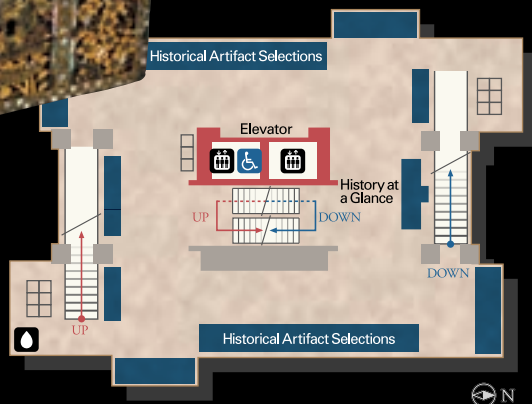 Historical Artifact Selections
Elevator
History at
a Glance
UP
DOWN
DOWN
UP
Historical Artifact Selections
N